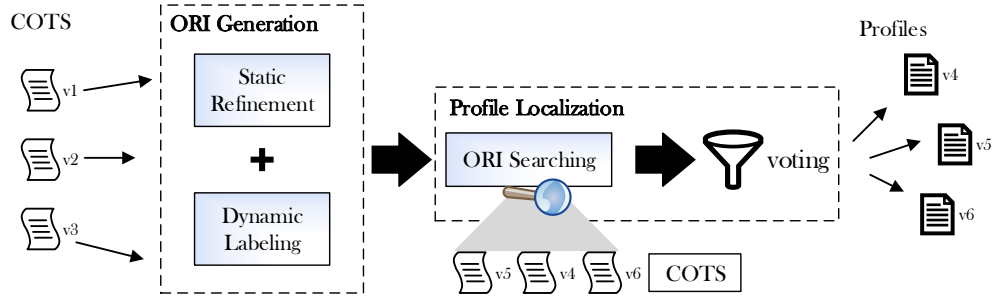 COTS
v1
v2
v3
ORI Generation
Static
Refinement
+
Dynamic
Labeling
Profile Localization
ORI Searching
voting
v5
v4
v6
COTS
Profiles
v4
v5
v6